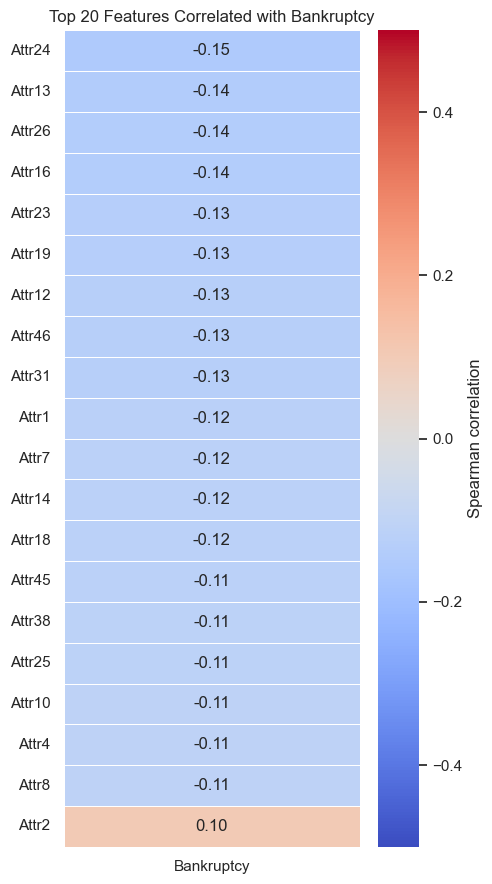 Top 20 Features Correlated with Bankruptcy
Attr24 -0.15
Attr13 -0.14
Attr26 -0.14
Attr16 -0.14
Attr23 -0.13
Attr19 -0.13
Attr12 -0.13
Attr46 -0.13
Attr31 -0.13
Attr1 -0.12
Attr7 -0.12
Attr14 -0.12
Attr18 -0.12
Attr45 -0.11
Attr38 -0.11
Attr25 -0.11
Attr10 -0.11
Attr4 -0.11
Attr8 -0.11
Attr2 0.10
Bankruptcy
0.4
0.2
0.0
−0.2
−0.4
Spearman correlation